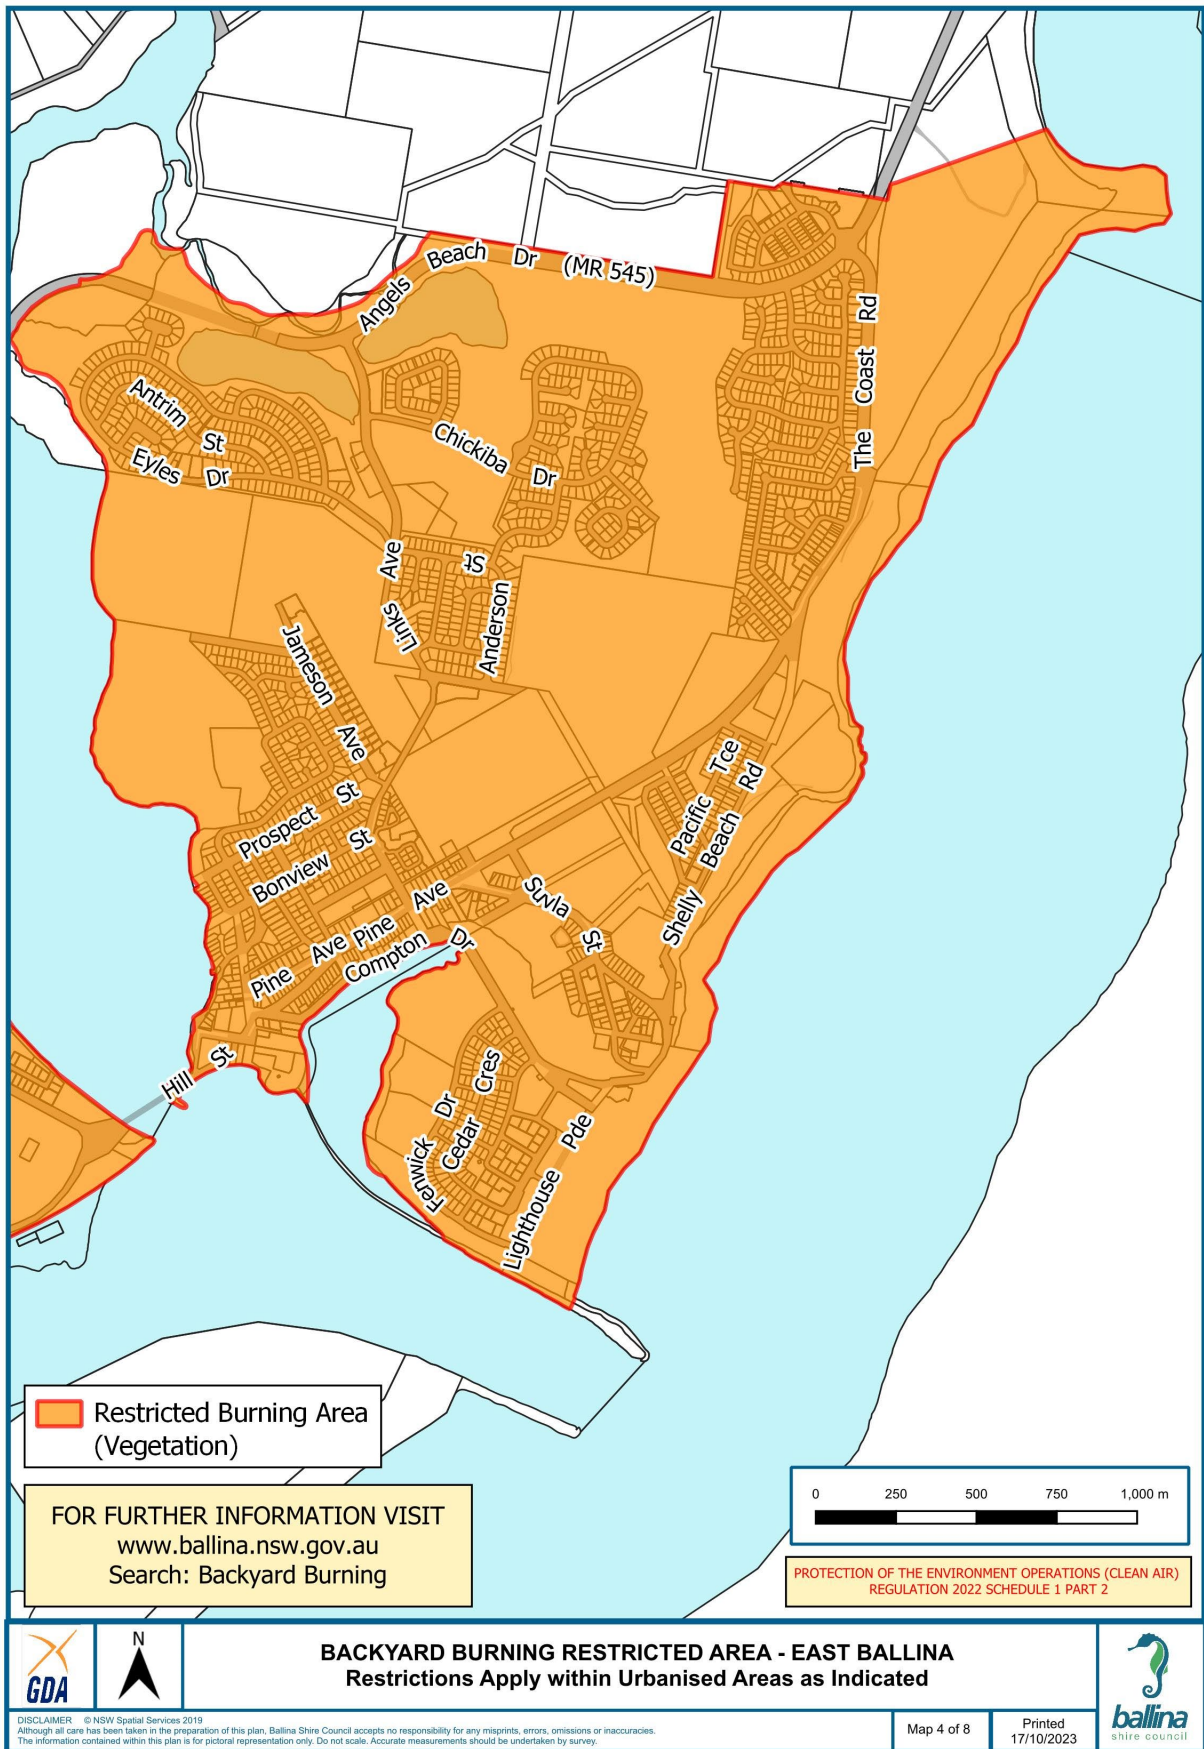 Beach Dr (MR 545)
Angels
The Coast Rd
Antrim St
Chickiba Dr
Eyles Dr
Links Ave
Anderson St
Jameson Ave
Pacific Tce
Shelly Beach Rd
Prospect St
Bonview St
Pine Ave
Pine Ave
Suvla St
Compton Dr
Hill St
Cedar Cres
Fenwick Dr
Lighthouse Pde
Restricted Burning Area
(Vegetation)
FOR FURTHER INFORMATION VISIT
www.ballina.nsw.gov.au
Search: Backyard Burning
0 250 500 750 1,000 m
PROTECTION OF THE ENVIRONMENT OPERATIONS (CLEAN AIR)
REGULATION 2022 SCHEDULE 1 PART 2
GDA
N
BACKYARD BURNING RESTRICTED AREA - EAST BALLINA
Restrictions Apply within Urbanised Areas as Indicated
ballina
shire council
DISCLAIMER © NSW Spatial Services 2019
Although all care has been taken in the preparation of this plan, Ballina Shire Council accepts no responsibility for any misprints, errors, omissions or inaccuracies.
The information contained within this plan is for pictoral representation only. Do not scale. Accurate measurements should be undertaken by survey.
Map 4 of 8
Printed
17/10/2023